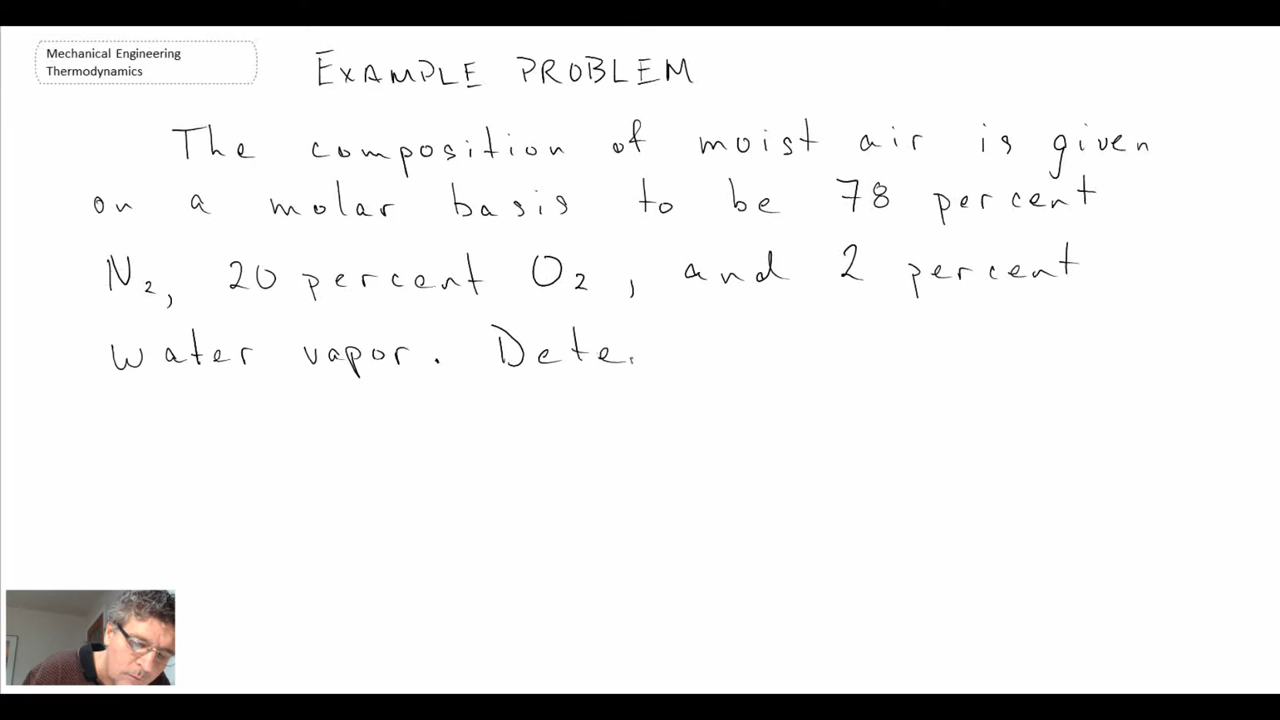 Mechanical Engineering
Thermodynamics
EXAMPLE PROBLEM
The composition of moist air is given
on a molar basis to be 78 percent
N₂, 20 percent O₂, and 2 percent
water vapor. Dete